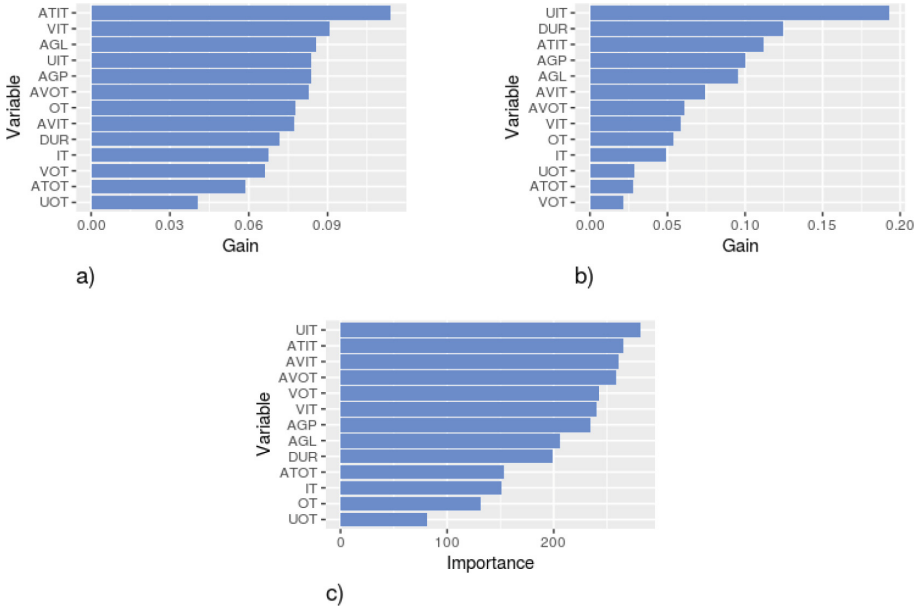 ATIT
VIT
AGL
UIT
AGP
AVOT
OT
AVIT
DUR
IT
VOT
ATOT
UOT
Variable
0.00 0.03 0.06 0.09
Gain
a)
UIT
DUR
ATIT
AGP
AGL
AVIT
AVOT
VIT
OT
IT
UOT
ATOT
VOT
Variable
0.00 0.05 0.10 0.15 0.20
Gain
b)
UIT
ATIT
AVIT
AVOT
VOT
VIT
AGP
AGL
DUR
ATOT
IT
OT
UOT
Variable
0 100 200
Importance
c)